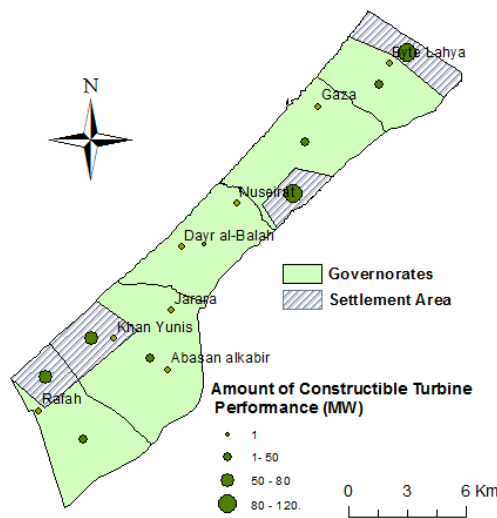 Byte Lahya
N
Gaza
Nuseirat
Dayr al-Balah
Governorates
Jarara
Settlement Area
Khan Yunis
Abasan alkabir
Amount of Constructible Turbine
Performance (MW)
Rafah
1
1- 50
50 - 80
80 - 120.
0 3 6 Km